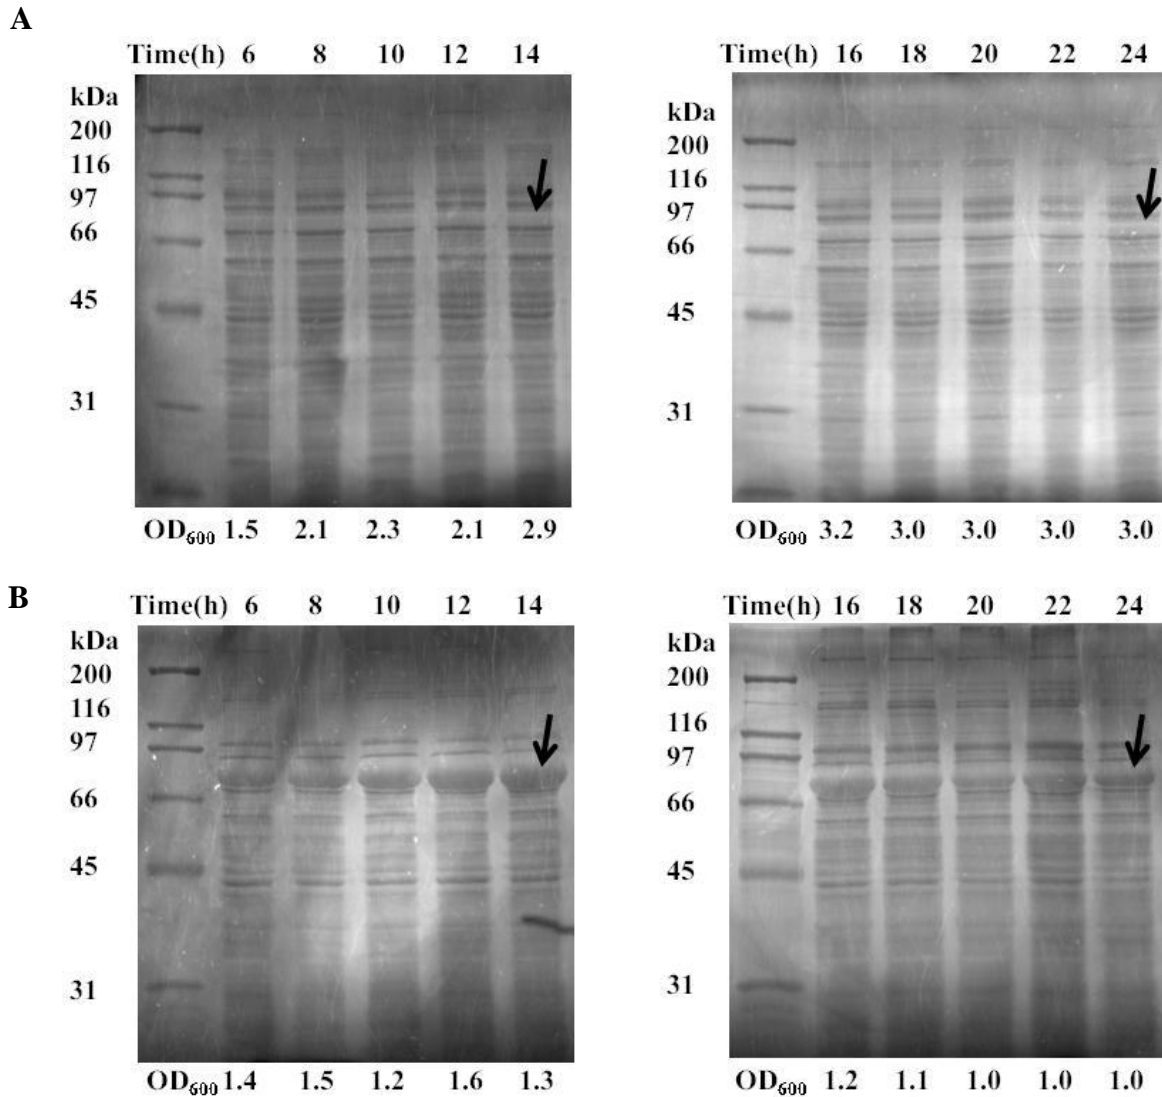 A
Time(h) 6 8 10 12 14
kDa
200
116
97
66
45
31
OD600 1.5 2.1 2.3 2.1 2.9
Time(h) 16 18 20 22 24
kDa
200
116
97
66
45
31
OD600 3.2 3.0 3.0 3.0 3.0
B
Time(h) 6 8 10 12 14
kDa
200
116
97
66
45
31
OD600 1.4 1.5 1.2 1.6 1.3
Time(h) 16 18 20 22 24
kDa
200
116
97
66
45
31
OD600 1.2 1.1 1.0 1.0 1.0